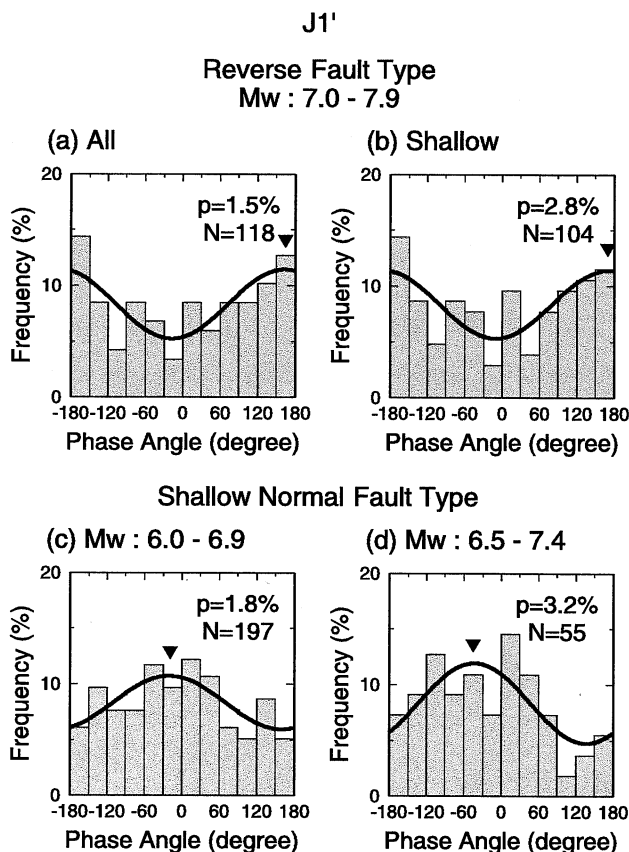 J1'
Reverse Fault Type
Mw : 7.0 - 7.9
(a) All
(b) Shallow
20
10
0
Frequency (%)
p=1.5%
N=118
-180-120 -60 0 60 120 180
Phase Angle (degree)
20
10
0
Frequency (%)
p=2.8%
N=104
-180-120 -60 0 60 120 180
Phase Angle (degree)
Shallow Normal Fault Type
(c) Mw : 6.0 - 6.9
(d) Mw : 6.5 - 7.4
20
10
0
Frequency (%)
p=1.8%
N=197
-180-120 -60 0 60 120 180
Phase Angle (degree)
20
10
0
Frequency (%)
p=3.2%
N=55
-180-120 -60 0 60 120 180
Phase Angle (degree)